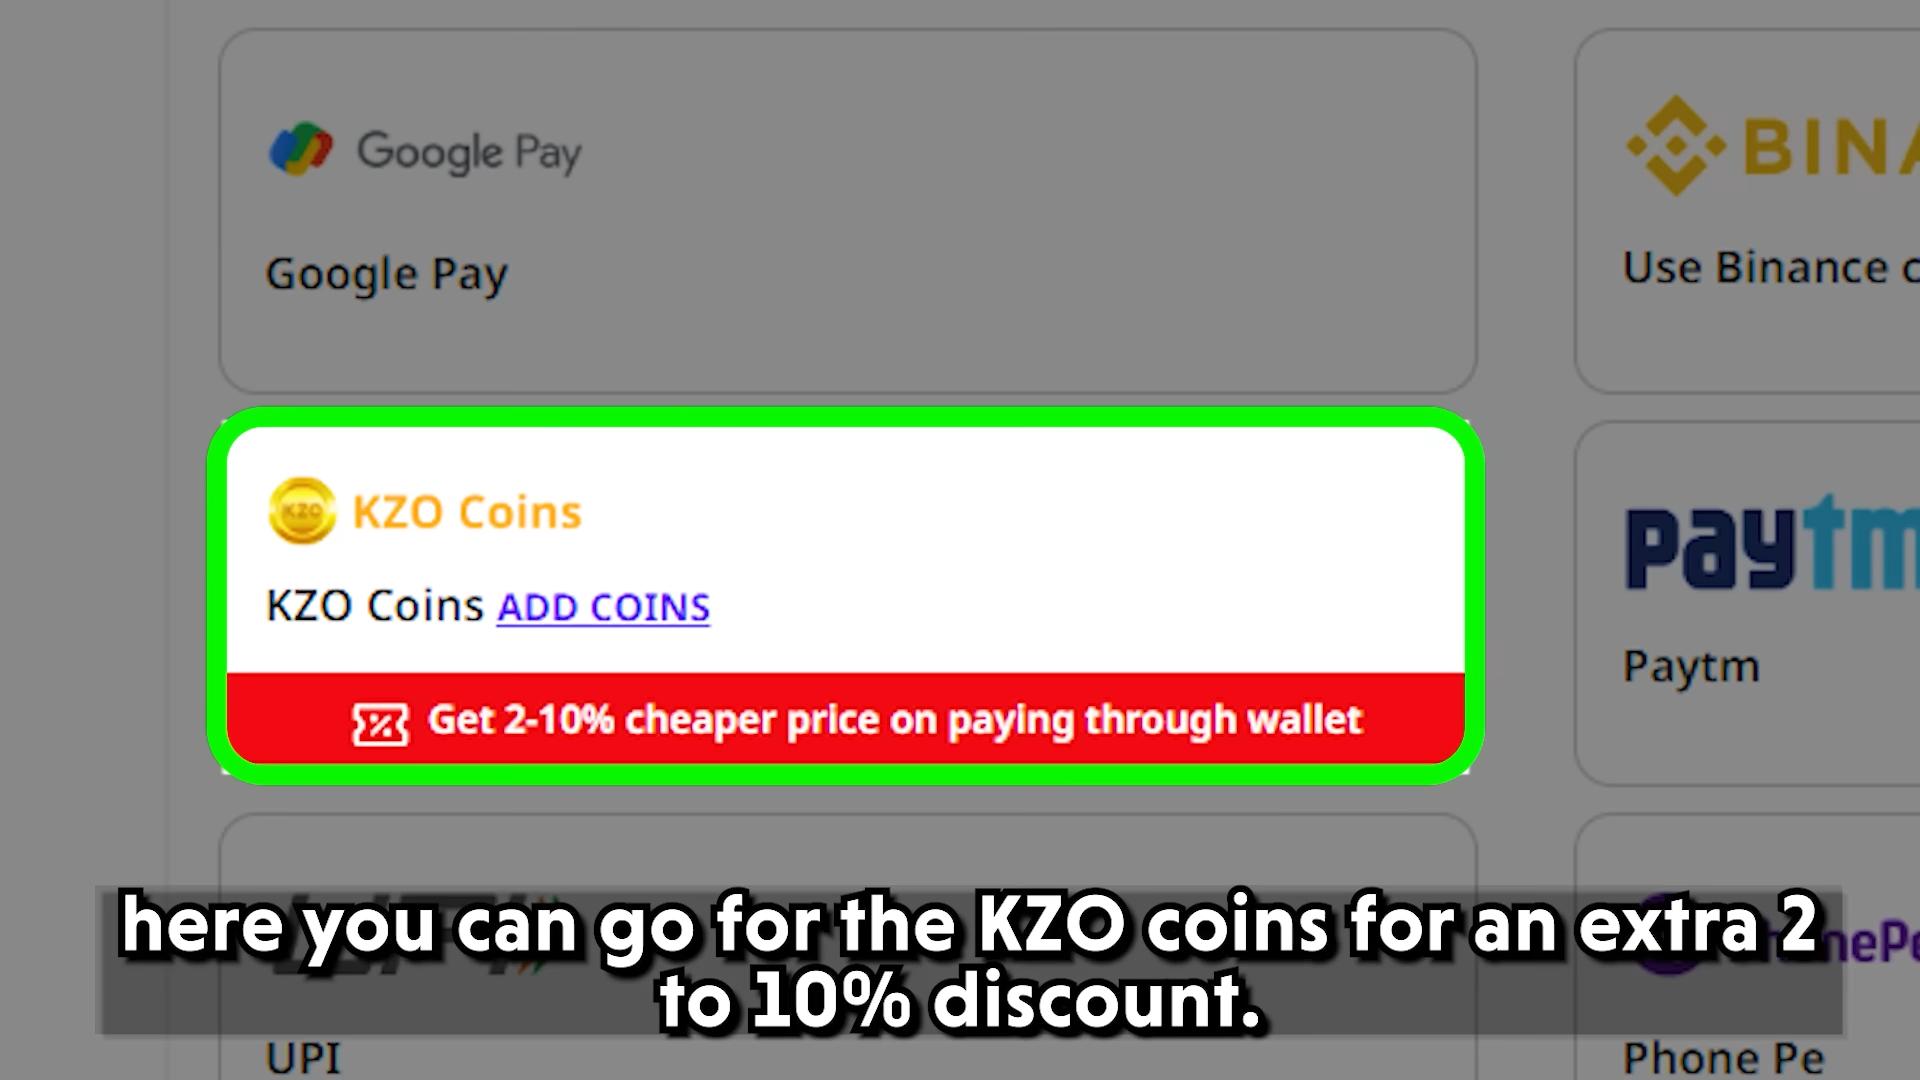 Google Pay
BINA
Google Pay
Use Binance c
KZO
KZO Coins
paytm
KZO Coins ADD COINS
Paytm
Get 2-10% cheaper price on paying through wallet
here you can go for the KZO coins for an extra 2
to 10% discount.
UPI
Phone Pe